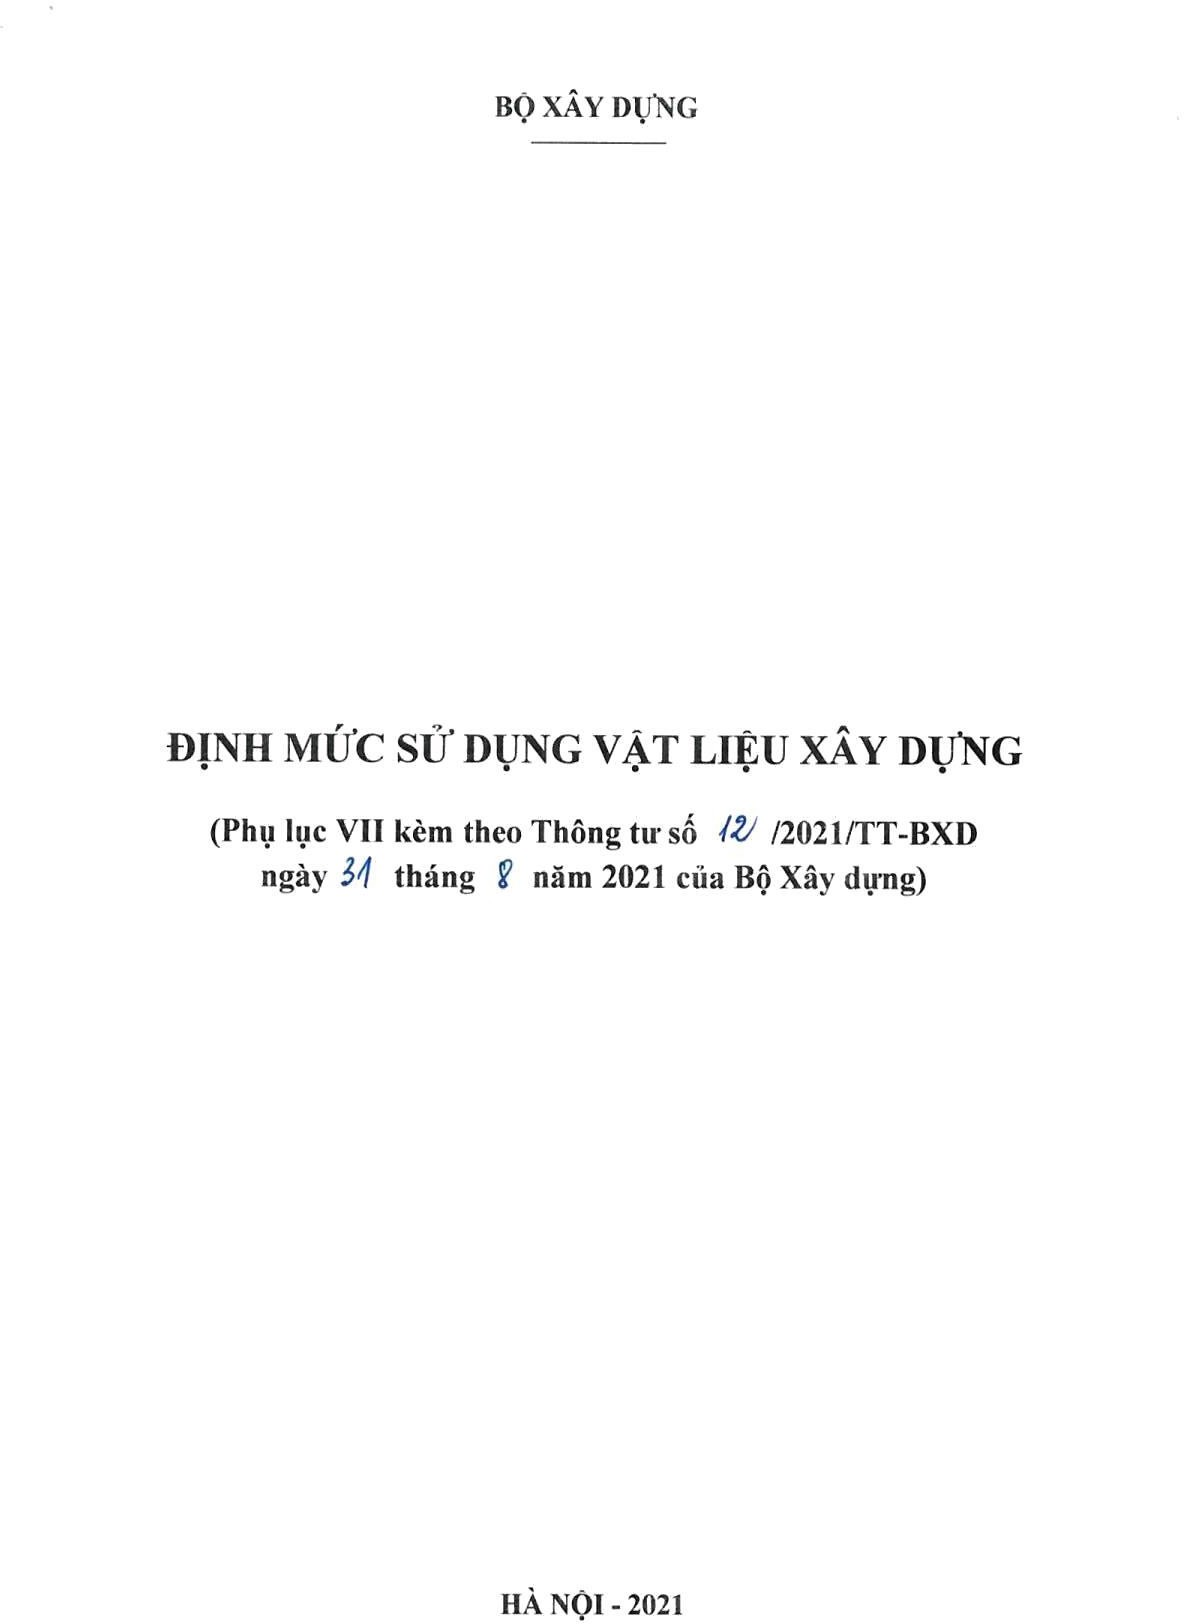 BỘ XÂY DỰNG
ĐỊNH MỨC SỬ DỤNG VẬT LIỆU XÂY DỰNG
(Phụ lục VII kèm theo Thông tư số 12 /2021/TT-BXD
ngày 31 tháng 8 năm 2021 của Bộ Xây dựng)
HÀ NỘI - 2021